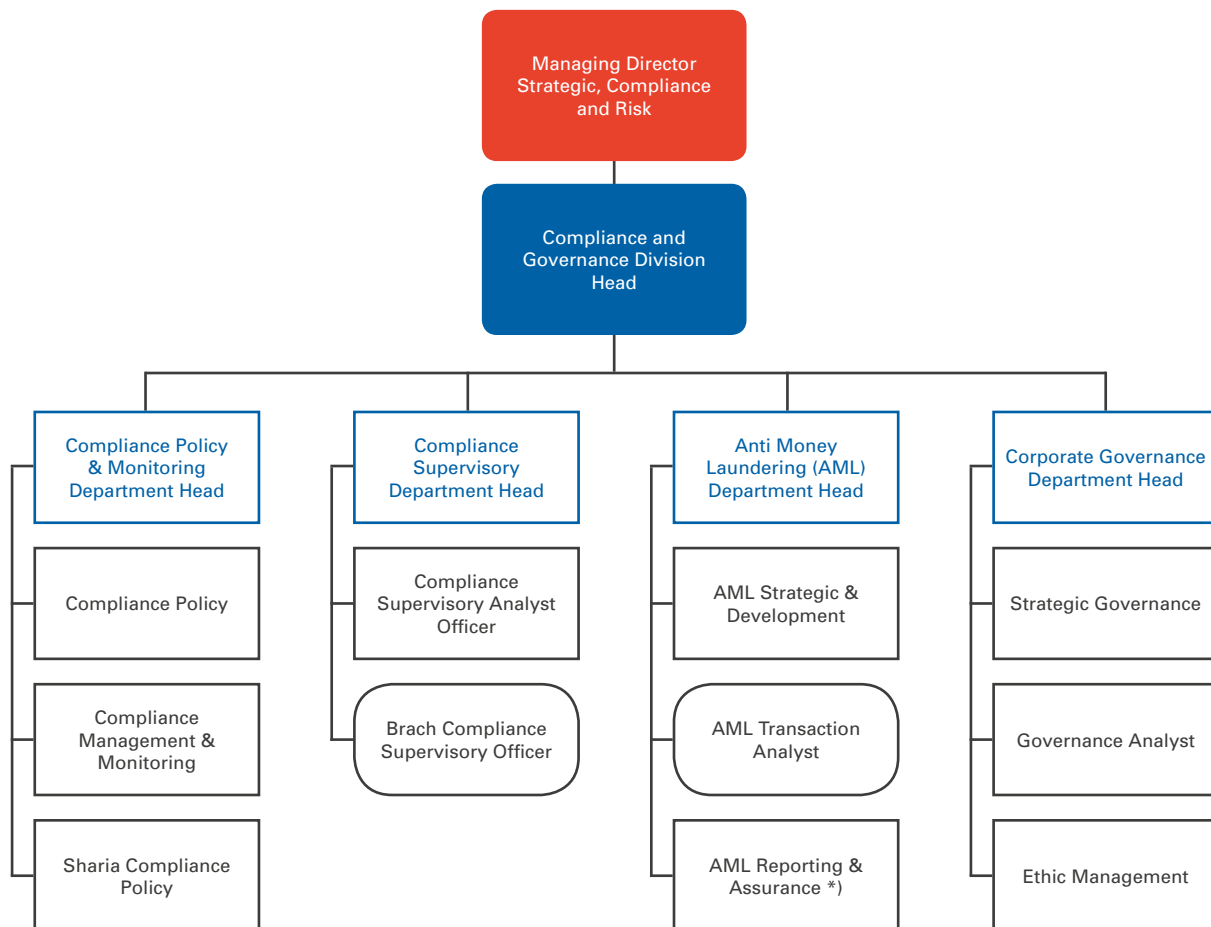 Managing Director
Strategic, Compliance
and Risk
Compliance and
Governance Division
Head
Compliance Policy
& Monitoring
Department Head
Compliance
Supervisory
Department Head
Anti Money
Laundering (AML)
Department Head
Corporate Governance
Department Head
Compliance Policy
Compliance
Supervisory Analyst
Officer
AML Strategic &
Development
Strategic Governance
Compliance
Management &
Monitoring
Brach Compliance
Supervisory Officer
AML Transaction
Analyst
Governance Analyst
Sharia Compliance
Policy
AML Reporting &
Assurance *)
Ethic Management